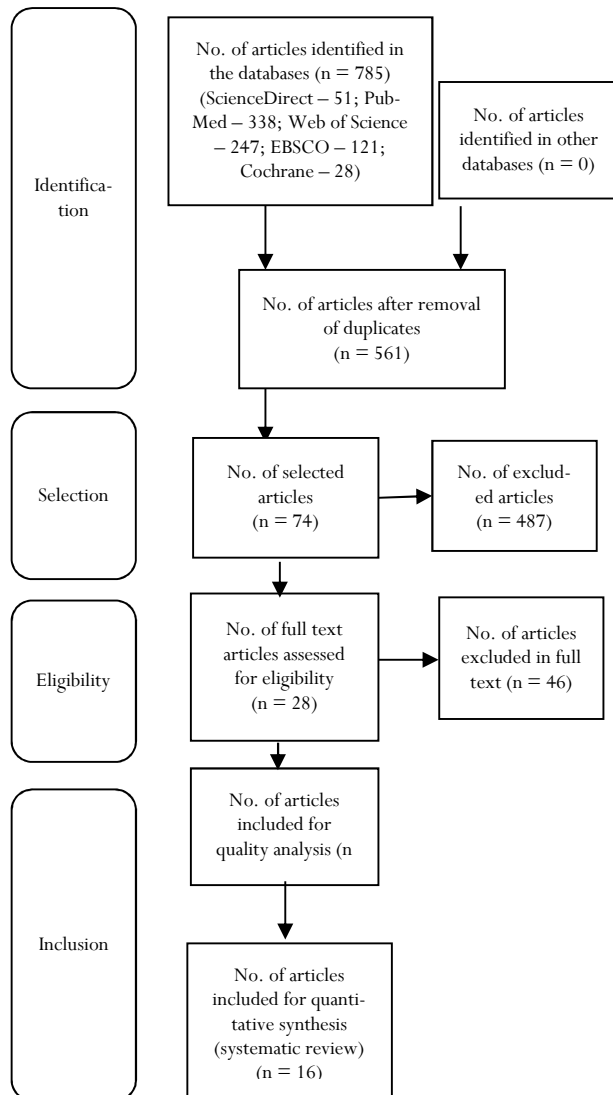 Identifica-
tion
No. of articles identified in
the databases (n = 785)
(ScienceDirect – 51; Pub-
Med – 338; Web of Science
– 247; EBSCO – 121;
Cochrane – 28)
No. of articles
identified in other
databases (n = 0)
No. of articles after removal
of duplicates
(n = 561)
Selection
No. of selected
articles
(n = 74)
No. of exclud-
ed articles
(n = 487)
Eligibility
No. of full text
articles assessed
for eligibility
(n = 28)
No. of articles
excluded in full
text (n = 46)
Inclusion
No. of articles
included for
quality analysis (n
No. of articles
included for quanti-
tative synthesis
(systematic review)
(n = 16)